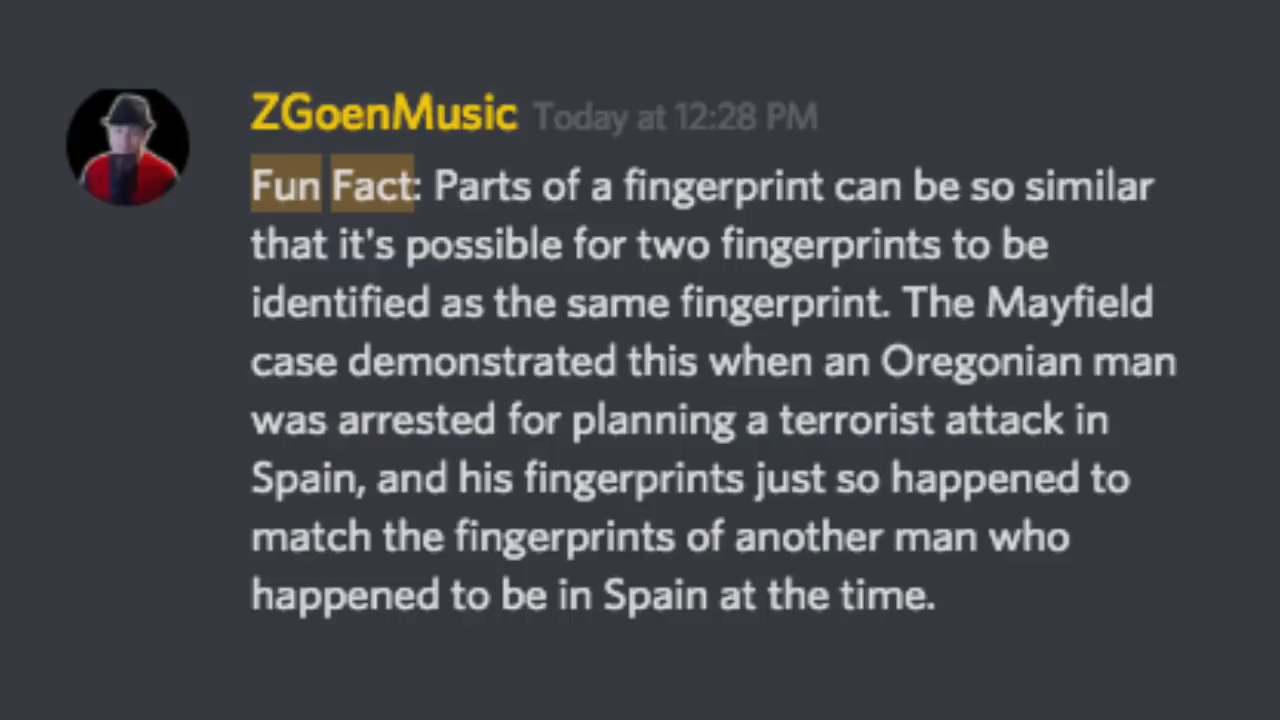 ZGoenMusic Today at 12:28 PM
Fun Fact: Parts of a fingerprint can be so similar
that it's possible for two fingerprints to be
identified as the same fingerprint. The Mayfield
case demonstrated this when an Oregonian man
was arrested for planning a terrorist attack in
Spain, and his fingerprints just so happened to
match the fingerprints of another man who
happened to be in Spain at the time.